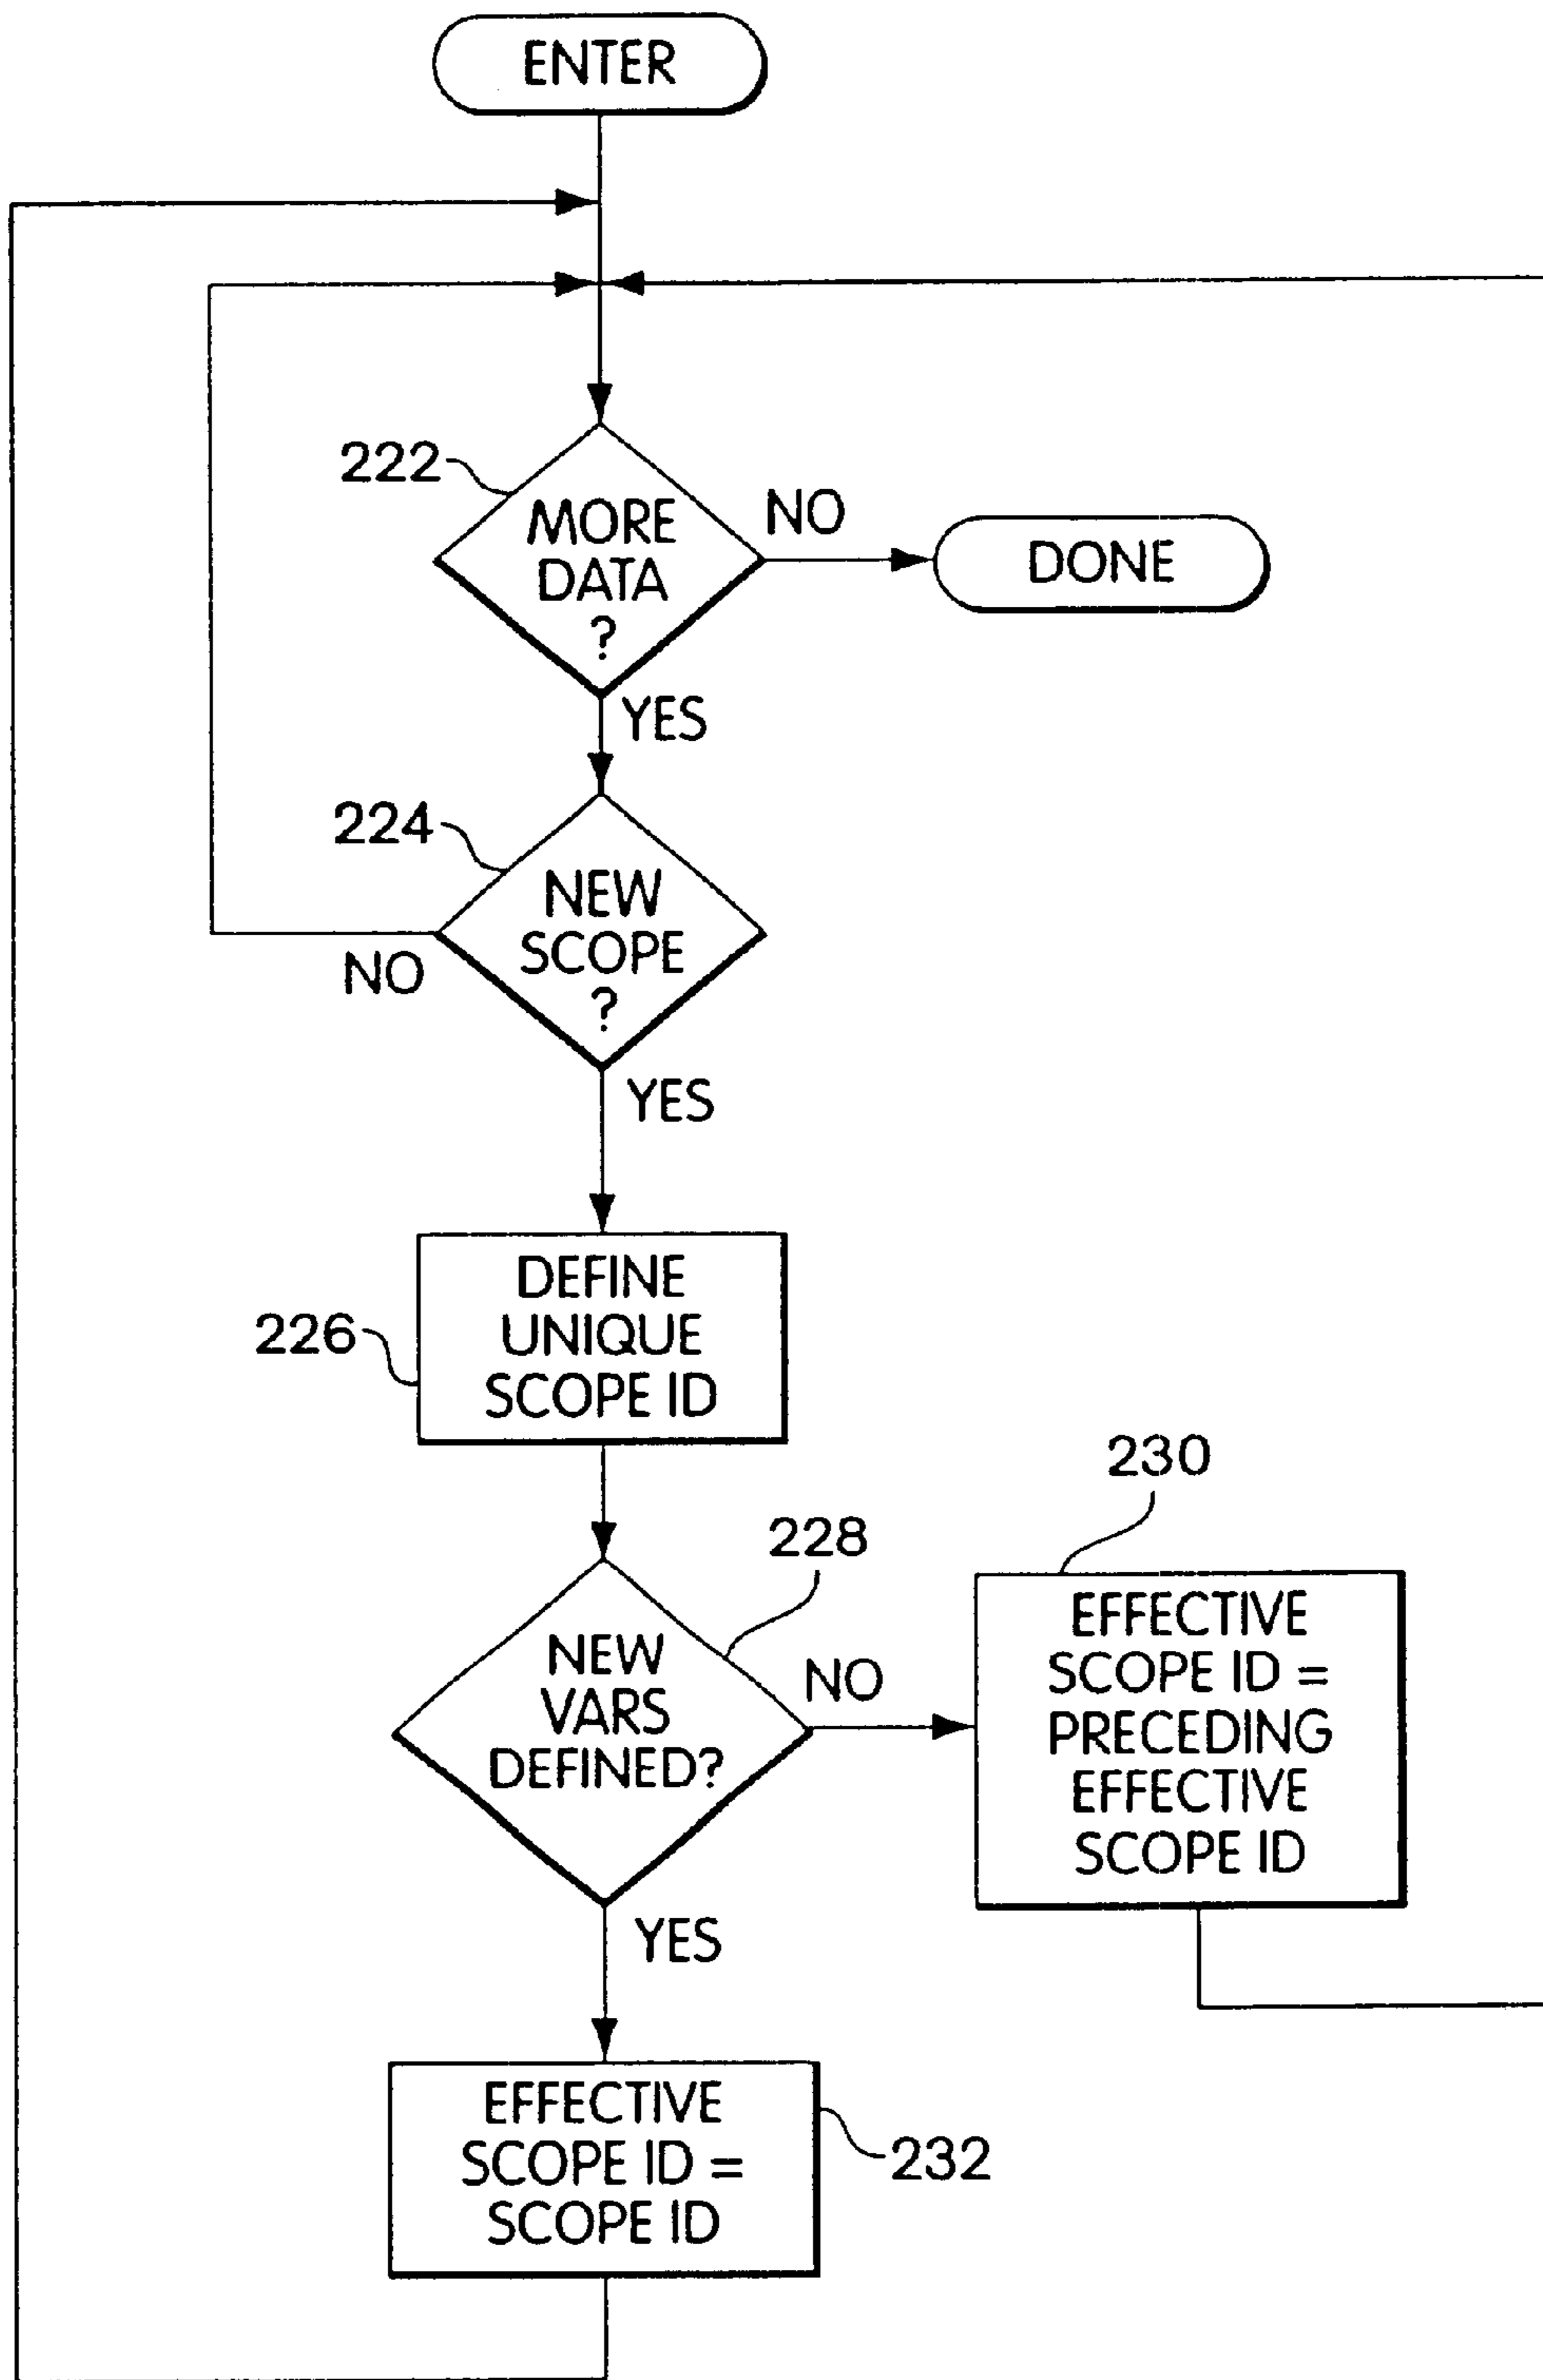 ENTER
222
MORE
DATA
?
NO
DONE
YES
224
NEW
SCOPE
?
NO
YES
226
DEFINE
UNIQUE
SCOPE ID
228
NEW
VARS
DEFINED?
NO
230
EFFECTIVE
SCOPE ID =
PRECEDING
EFFECTIVE
SCOPE ID
YES
EFFECTIVE
SCOPE ID =
SCOPE ID
232